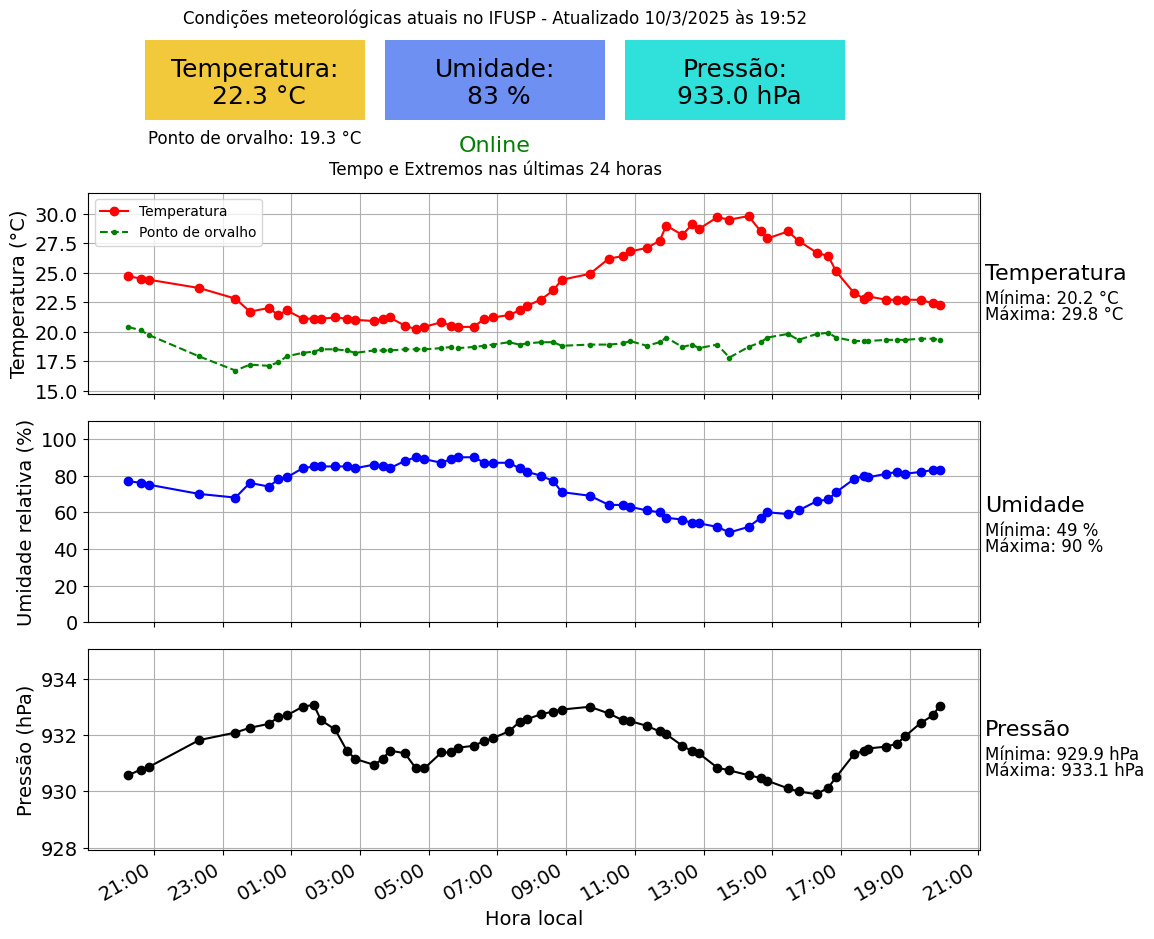 Condições meteorológicas atuais no IFUSP - Atualizado 10/3/2025 às 19:52
Temperatura:
22.3 °C
Umidade:
83 %
Pressão:
933.0 hPa
Ponto de orvalho: 19.3 °C
Online
Tempo e Extremos nas últimas 24 horas
Temperatura (°C)
30.0
27.5
25.0
22.5
20.0
17.5
15.0
Temperatura
Ponto de orvalho
Temperatura
Mínima: 20.2 °C
Máxima: 29.8 °C
Umidade relativa (%)
100
80
60
40
20
0
Umidade
Mínima: 49 %
Máxima: 90 %
Pressão (hPa)
934
932
930
928
Pressão
Mínima: 929.9 hPa
Máxima: 933.1 hPa
21:00
23:00
01:00
03:00
05:00
07:00
09:00
11:00
13:00
15:00
17:00
19:00
21:00
Hora local